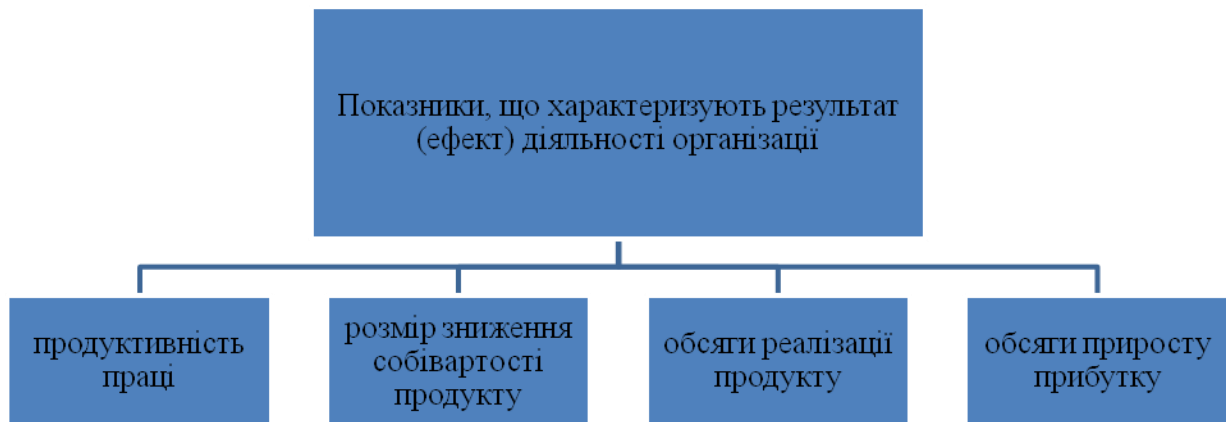 Показники, що характеризують результат
(ефект) діяльності організації
продуктивність
праці
розмір зниження
собівартості
продукту
обсяги реалізації
продукту
обсяги приросту
прибутку